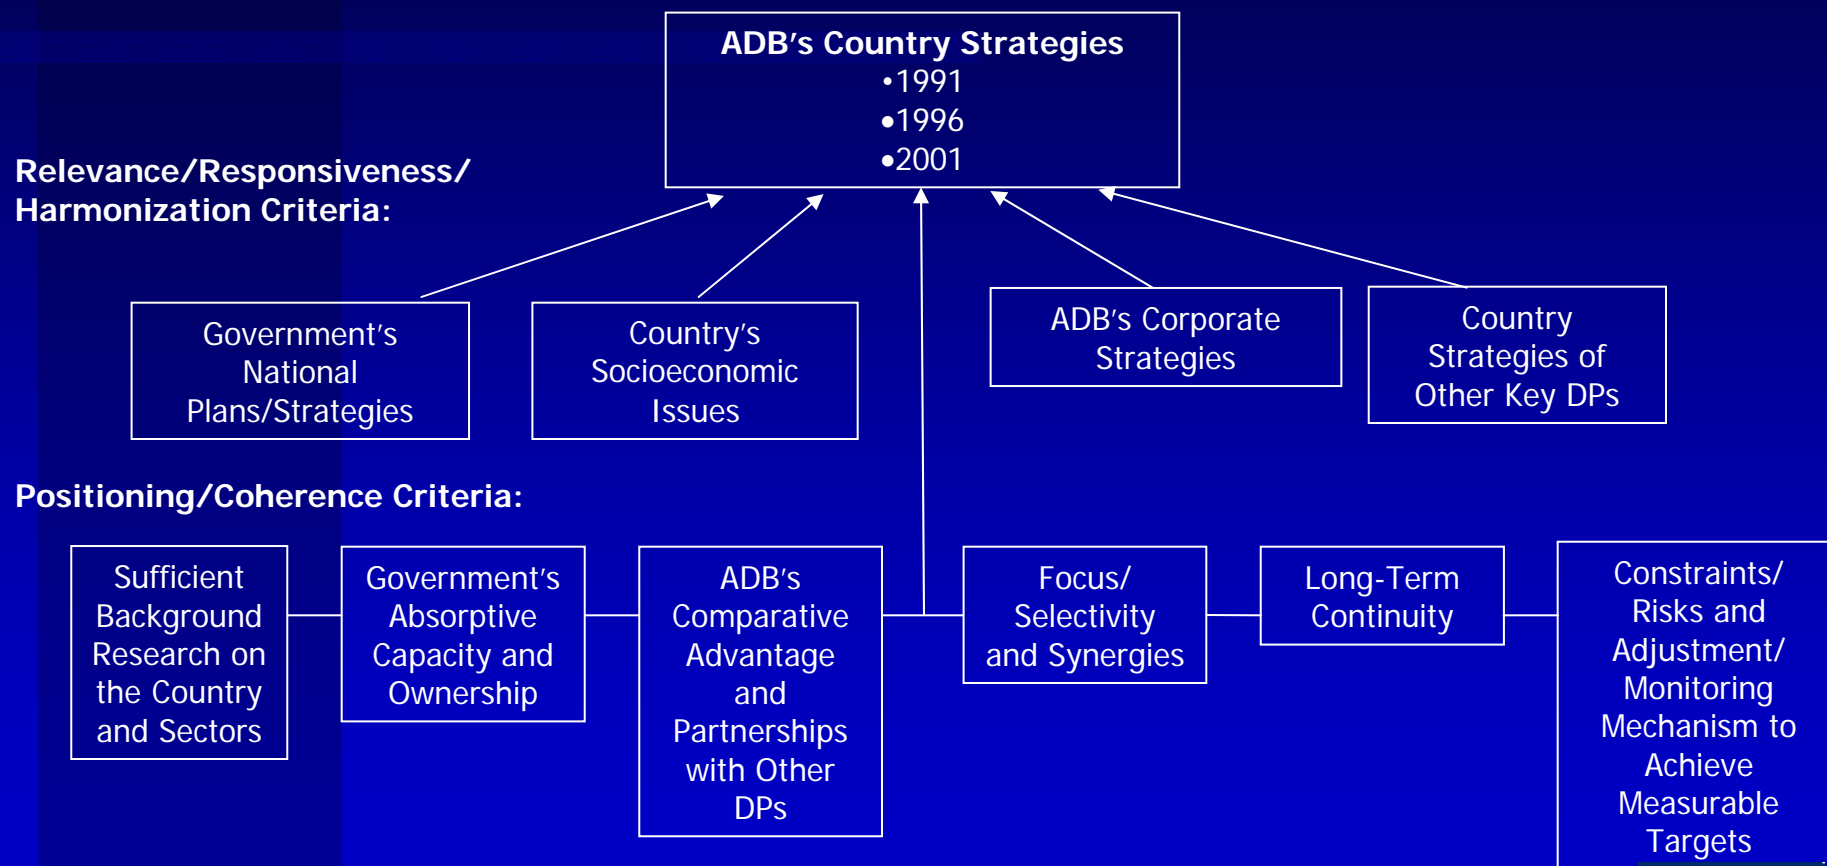 ADB's Country Strategies
•1991
•1996
•2001
Relevance/Responsiveness/
Harmonization Criteria:
Government's
National
Plans/Strategies
Country's
Socioeconomic
Issues
ADB's Corporate
Strategies
Country
Strategies of
Other Key DPs
Positioning/Coherence Criteria:
Sufficient
Background
Research on
the Country
and Sectors
Government's
Absorptive
Capacity and
Ownership
ADB's
Comparative
Advantage
and
Partnerships
with Other
DPs
Focus/
Selectivity
and Synergies
Long-Term
Continuity
Constraints/
Risks and
Adjustment/
Monitoring
Mechanism to
Achieve
Measurable
Targets